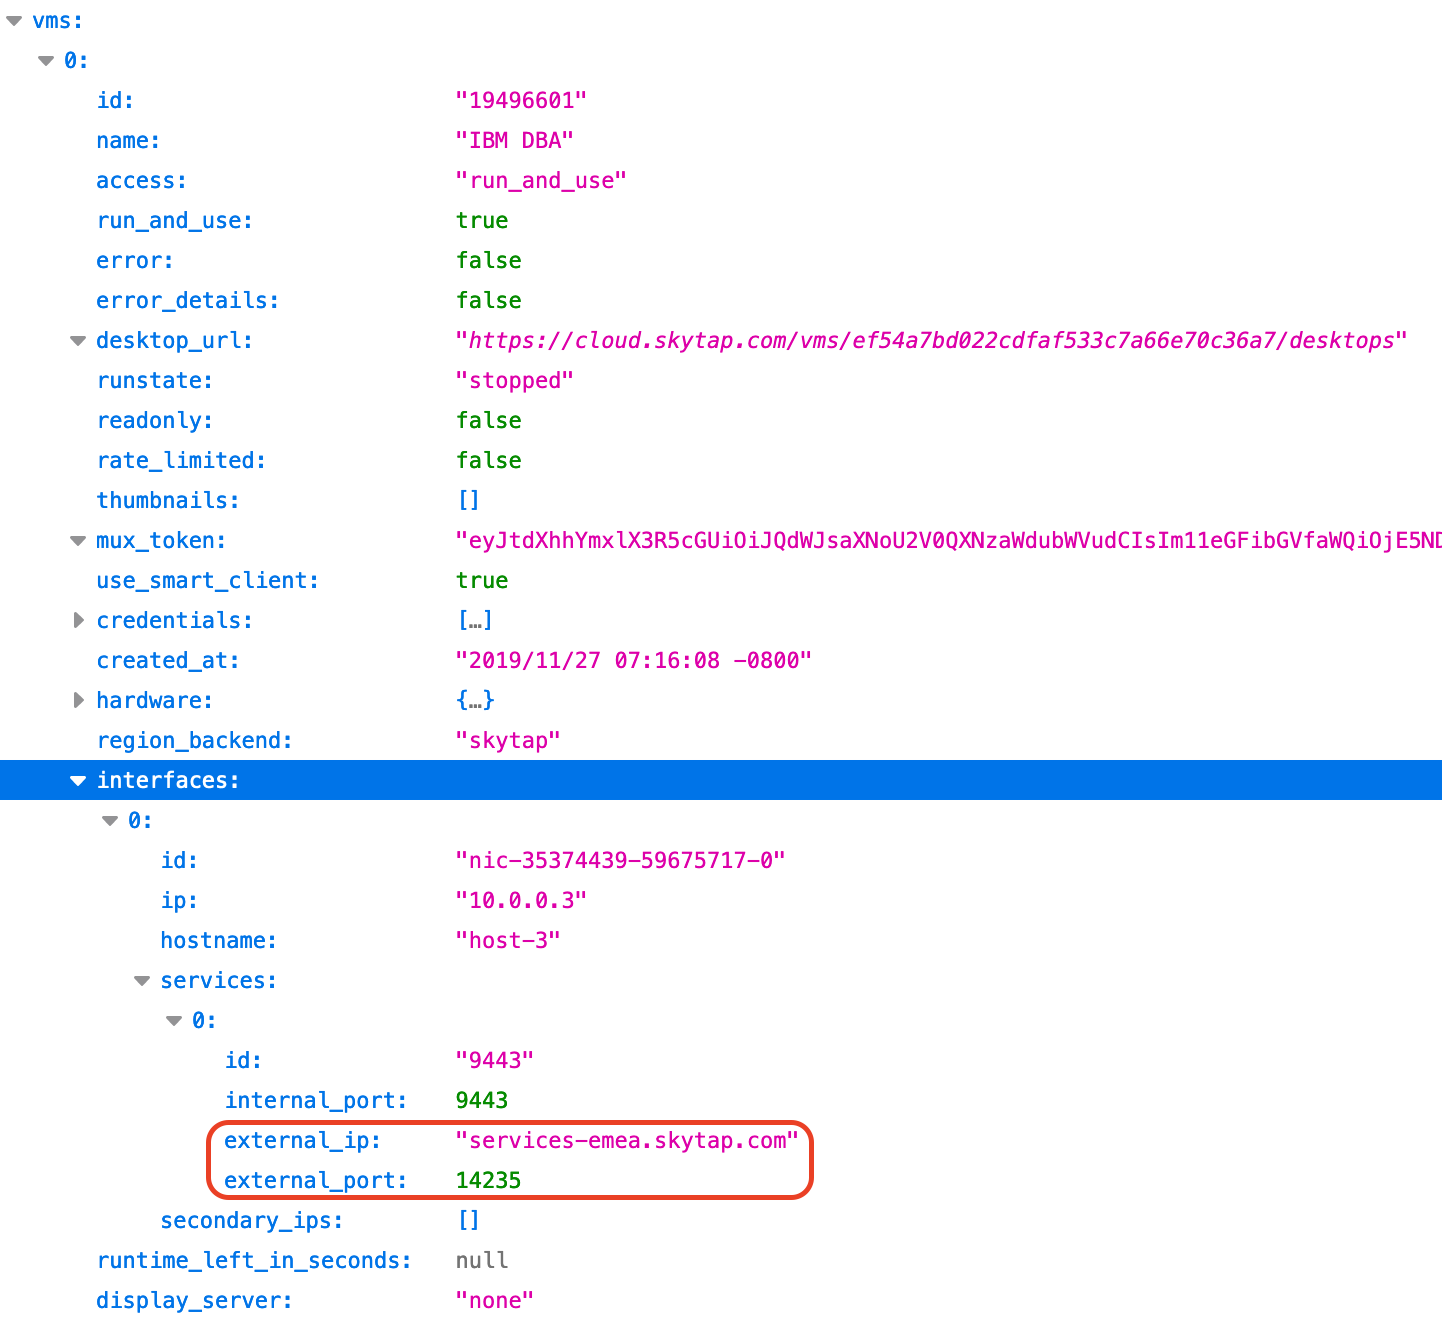 vms:
0:
id: "19496601"
name: "IBM DBA"
access: "run_and_use"
run_and_use: true
error: false
error_details: false
desktop_url: "https://cloud.skytap.com/vms/ef54a7bd022cdfaf533c7a66e70c36a7/desktops"
runstate: "stopped"
readonly: false
rate_limited: false
thumbnails: []
mux_token: "eyJtdXhhYmxlX3R5cGUiOiJQdWJsaXNoU2V0QXNzaWdubWVudCIsIm11eGFibGVfaWQiOjE5ND
use_smart_client: true
credentials: […]
created_at: "2019/11/27 07:16:08 -0800"
hardware: {…}
region_backend: "skytap"
interfaces:
0:
id: "nic-35374439-59675717-0"
ip: "10.0.0.3"
hostname: "host-3"
services:
0:
id: "9443"
internal_port: 9443
external_ip: "services-emea.skytap.com"
external_port: 14235
secondary_ips: []
runtime_left_in_seconds: null
display_server: "none"